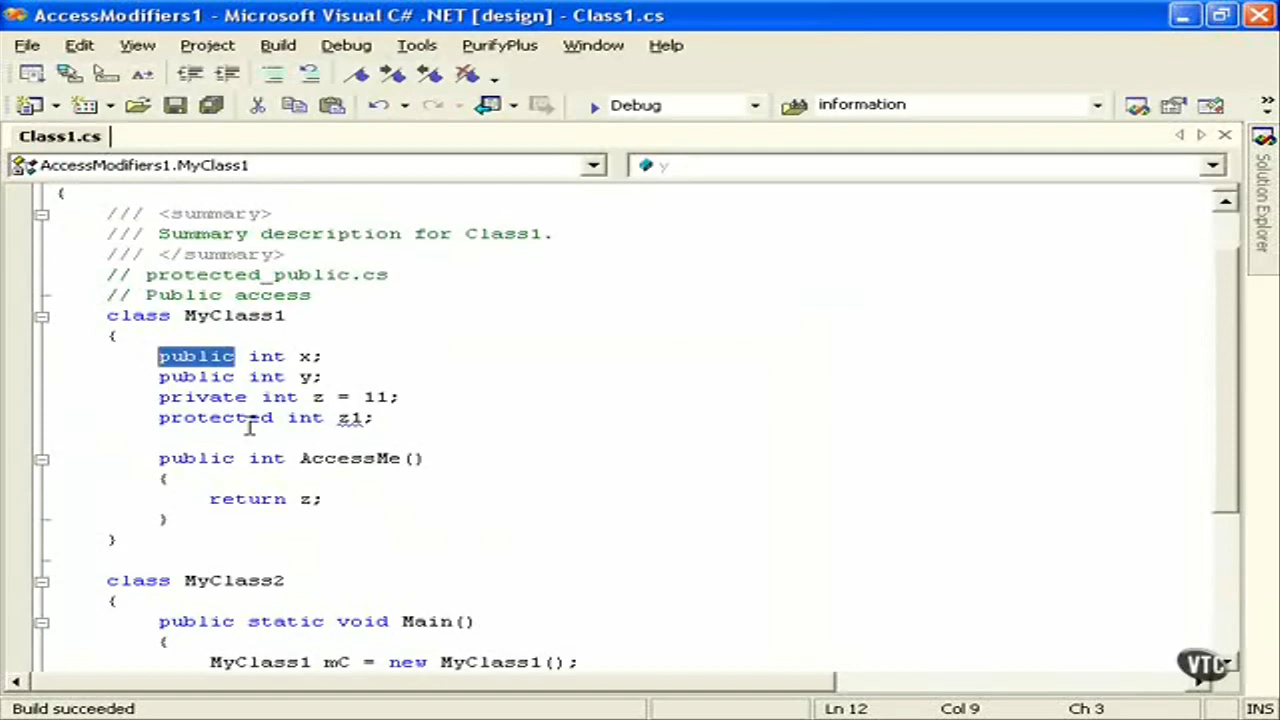 AccessModifiers1 - Microsoft Visual C# .NET [design] - Class1.cs
File Edit View Project Build Debug Tools PurifyPlus Window Help
Debug information
Class1.cs
AccessModifiers1.MyClass1 y
Solution Explorer
{
/// <summary>
/// Summary description for Class1.
/// </summary>
// protected_public.cs
// Public access
class MyClass1
{
public int x;
public int y;
private int z = 11;
protected int z1;
public int AccessMe()
{
return z;
}
}
class MyClass2
{
public static void Main()
{
MyClass1 mC = new MyClass1();
VTC
Build succeeded Ln 12 Col 9 Ch 3 INS